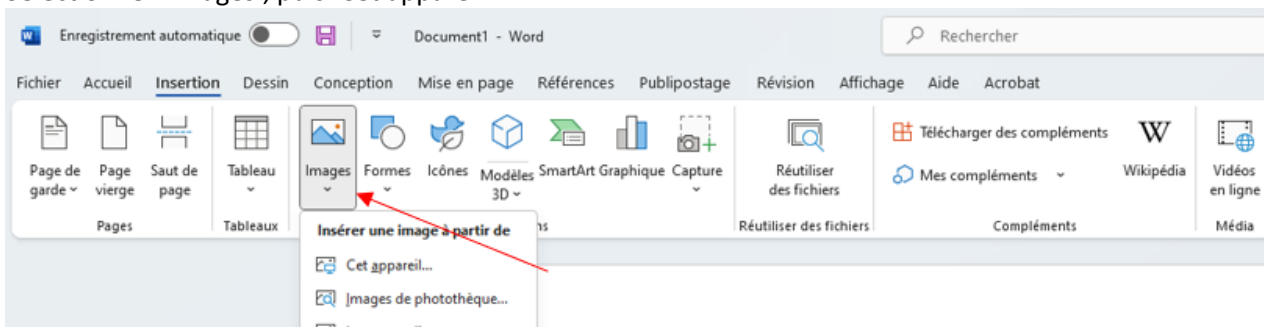 Enregistrement automatique Document1 - Word Rechercher
Fichier Accueil Insertion Dessin Conception Mise en page Références Publipostage Révision Affichage Aide Acrobat
Page de garde
Page vierge
Saut de page
Tableau
Images
Formes
Icônes
Modèles 3D
SmartArt
Graphique
Capture
Réutiliser des fichiers
Télécharger des compléments
Mes compléments
Wikipédia
Vidéos en ligne
Pages
Tableaux
Réutiliser des fichiers
Compléments
Média
Insérer une image à partir de
Cet appareil...
Images de photothèque...